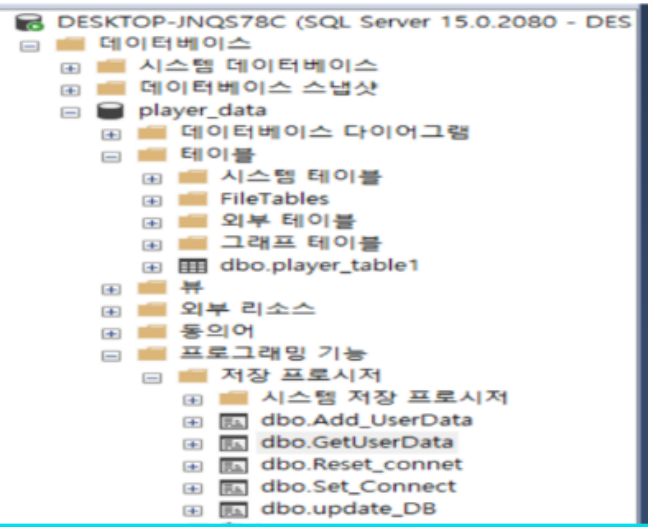 DESKTOP-JNQS78C (SQL Server 15.0.2080 - DES
데이터베이스
시스템 데이터베이스
데이터베이스 스냅샷
player_data
데이터베이스 다이어그램
테이블
시스템 테이블
FileTables
외부 테이블
그래프 테이블
dbo.player_table1
뷰
외부 리소스
동의어
프로그래밍 기능
저장 프로시저
시스템 저장 프로시저
dbo.Add_UserData
dbo.GetUserData
dbo.Reset_connet
dbo.Set_Connect
dbo.update_DB